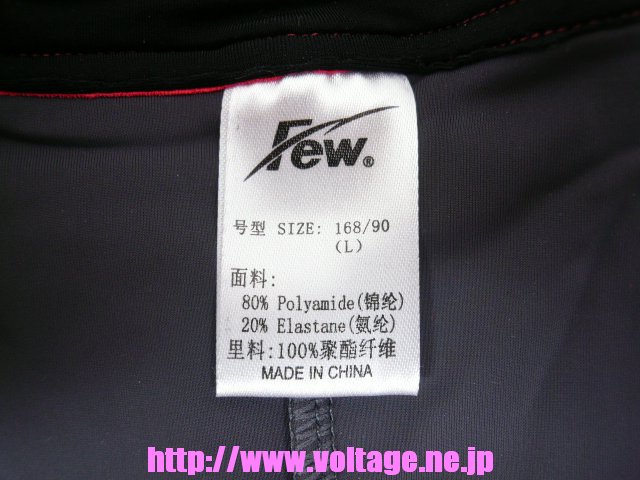 Few.®
号型 SIZE: 168/90
(L)
面料:
80% Polyamide(锦纶)
20% Elastane(氨纶)
里料:100%聚酯纤维
MADE IN CHINA
http://www.voltage.ne.jp